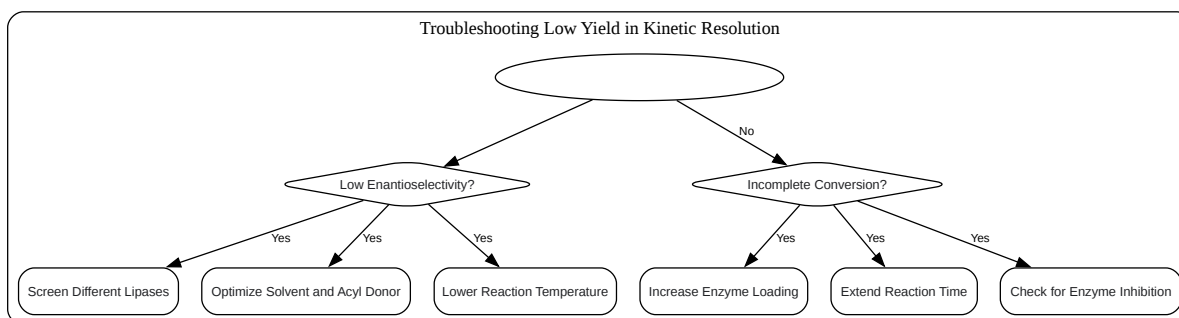 Troubleshooting Low Yield in Kinetic Resolution
No
Low Enantioselectivity?
Incomplete Conversion?
Yes
Yes
Yes
Yes
Yes
Yes
Screen Different Lipases
Optimize Solvent and Acyl Donor
Lower Reaction Temperature
Increase Enzyme Loading
Extend Reaction Time
Check for Enzyme Inhibition